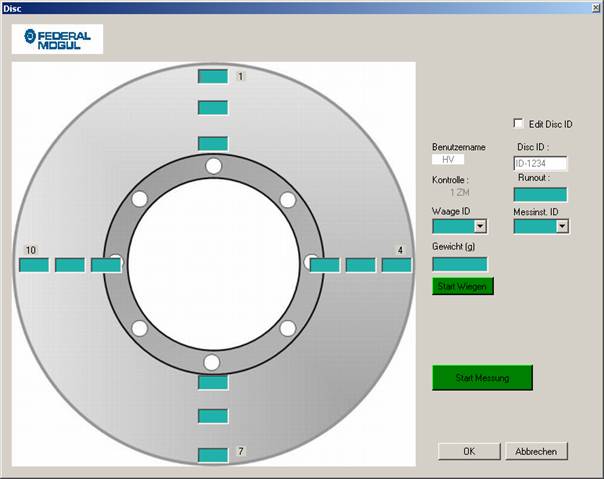 Disc
FEDERAL
MOGUL
1
10
4
7
Edit Disc ID
Benutzername
HV
Disc ID :
ID-1234
Kontrolle :
1 ZM
Runout :
Waage ID
Messinst. ID
Gewicht (g)
Start Wiegen
Start Messung
OK
Abbrechen